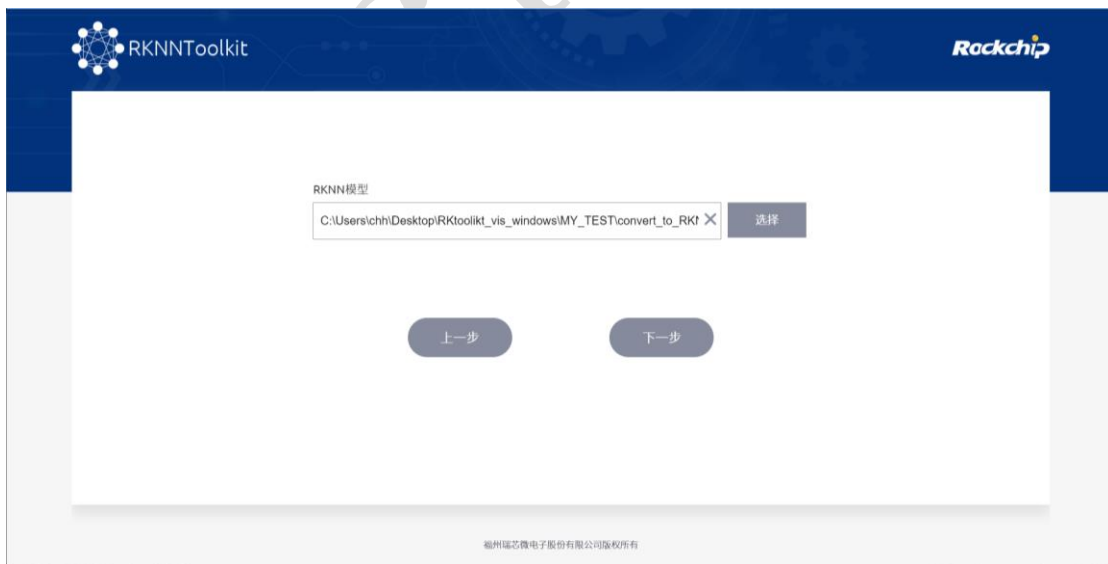 RKNNToolkit
Rockchip
RKNN模型
C:\Users\chh\Desktop\RKtoolikt_vis_windows\MY_TEST\convert_to_RK
选择
上一步
下一步
福州瑞芯微电子股份有限公司版权所有